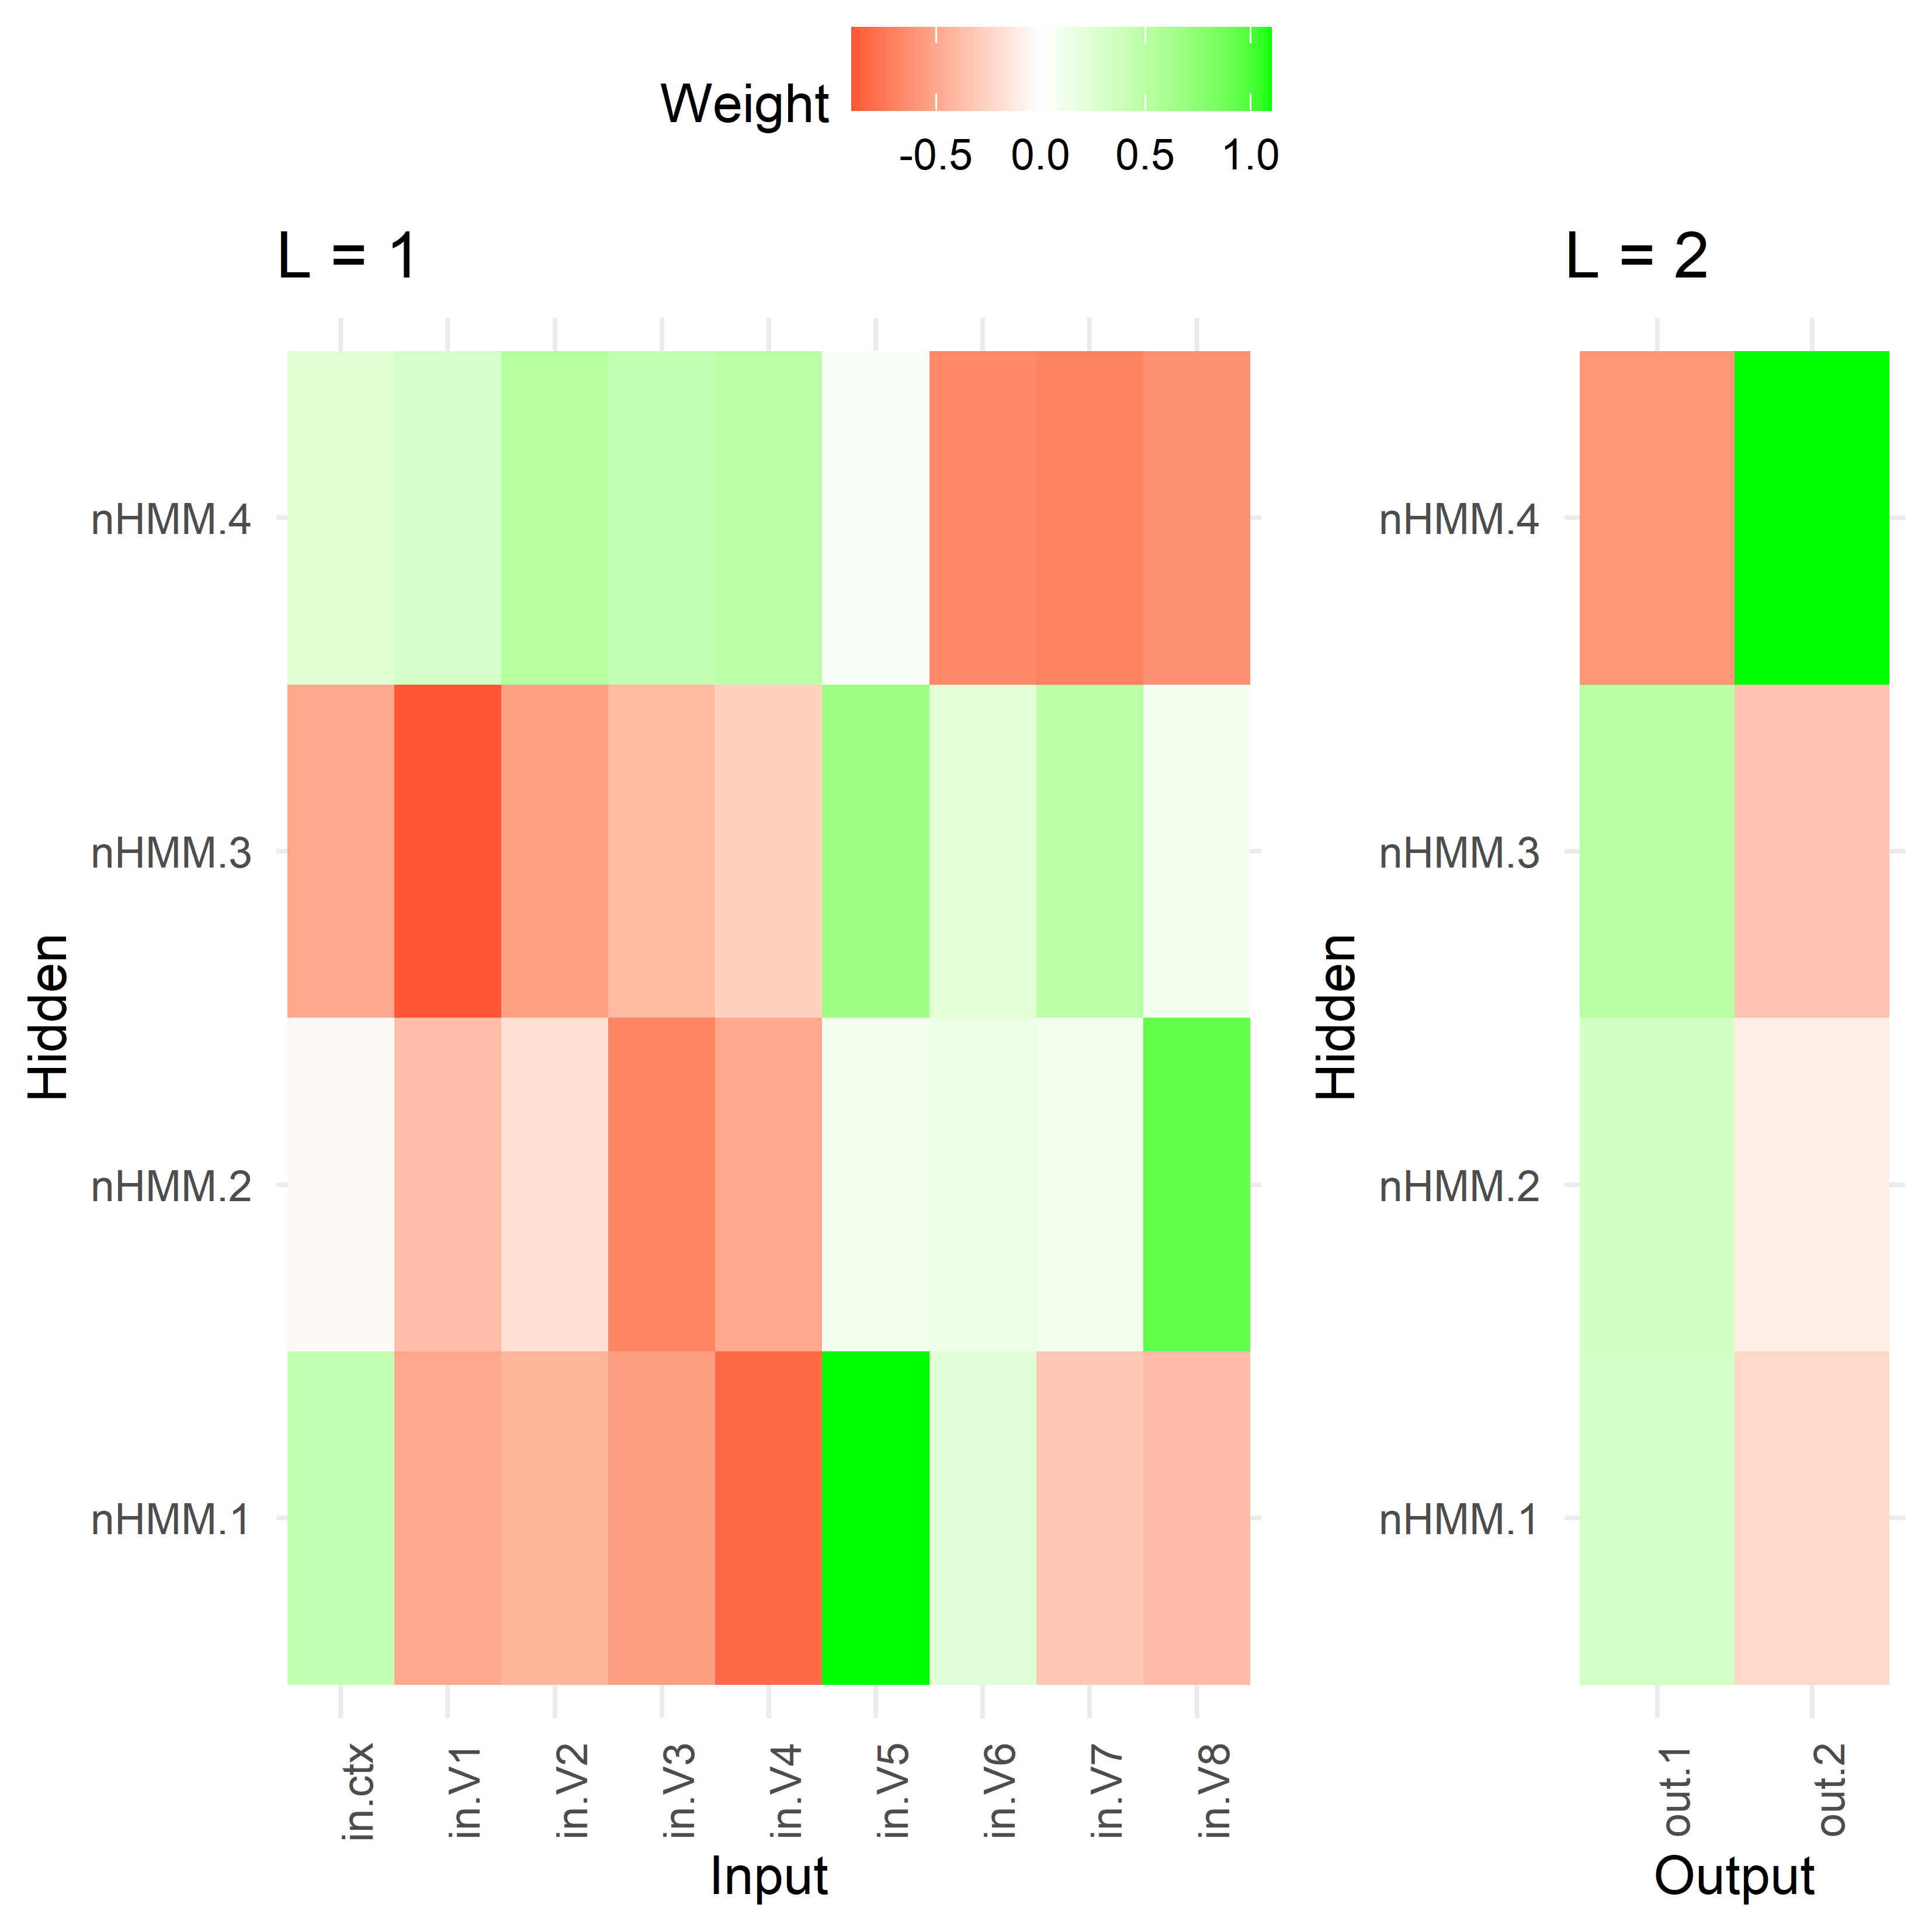 Weight
-0.5 0.0 0.5 1.0
L = 1
L = 2
Hidden
nHMM.4
nHMM.3
nHMM.2
nHMM.1
in.ctx in.V1 in.V2 in.V3 in.V4 in.V5 in.V6 in.V7 in.V8
Input
Hidden
nHMM.4
nHMM.3
nHMM.2
nHMM.1
out.1 out.2
Output